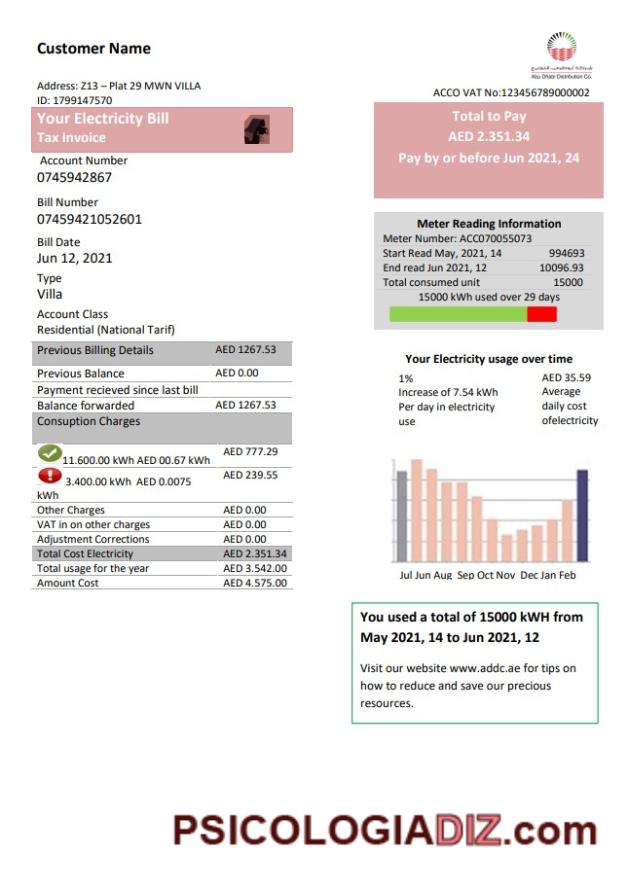 Customer Name
Abu Dhabi Distribution Co.
Address: Z13 – Plat 29 MWN VILLA
ID: 1799147570
ACCO VAT No:123456789000002
Your Electricity Bill
Tax Invoice
Total to Pay
AED 2.351.34
Pay by or before Jun 2021, 24
Account Number
0745942867
Bill Number
07459421052601
Bill Date
Jun 12, 2021
Type
Villa
Account Class
Residential (National Tarif)
Meter Reading Information
Meter Number: ACC070055073
Start Read May, 2021, 14 994693
End read Jun 2021, 12 10096.93
Total consumed unit 15000
15000 kWh used over 29 days
Previous Billing Details AED 1267.53
Previous Balance AED 0.00
Payment recieved since last bill
Balance forwarded AED 1267.53
Consuption Charges
11.600.00 kWh AED 00.67 kWh AED 777.29
3.400.00 kWh AED 0.0075 AED 239.55
kWh
Other Charges AED 0.00
VAT in on other charges AED 0.00
Adjustment Corrections AED 0.00
Total Cost Electricity AED 2.351.34
Total usage for the year AED 3.542.00
Amount Cost AED 4.575.00
Your Electricity usage over time
1%
Increase of 7.54 kWh
Per day in electricity
use
AED 35.59
Average
daily cost
ofelectricity
Jul Jun Aug Sep Oct Nov Dec Jan Feb
You used a total of 15000 kWH from
May 2021, 14 to Jun 2021, 12
Visit our website www.addc.ae for tips on
how to reduce and save our precious
resources.
PSICOLOGIADIZ.com